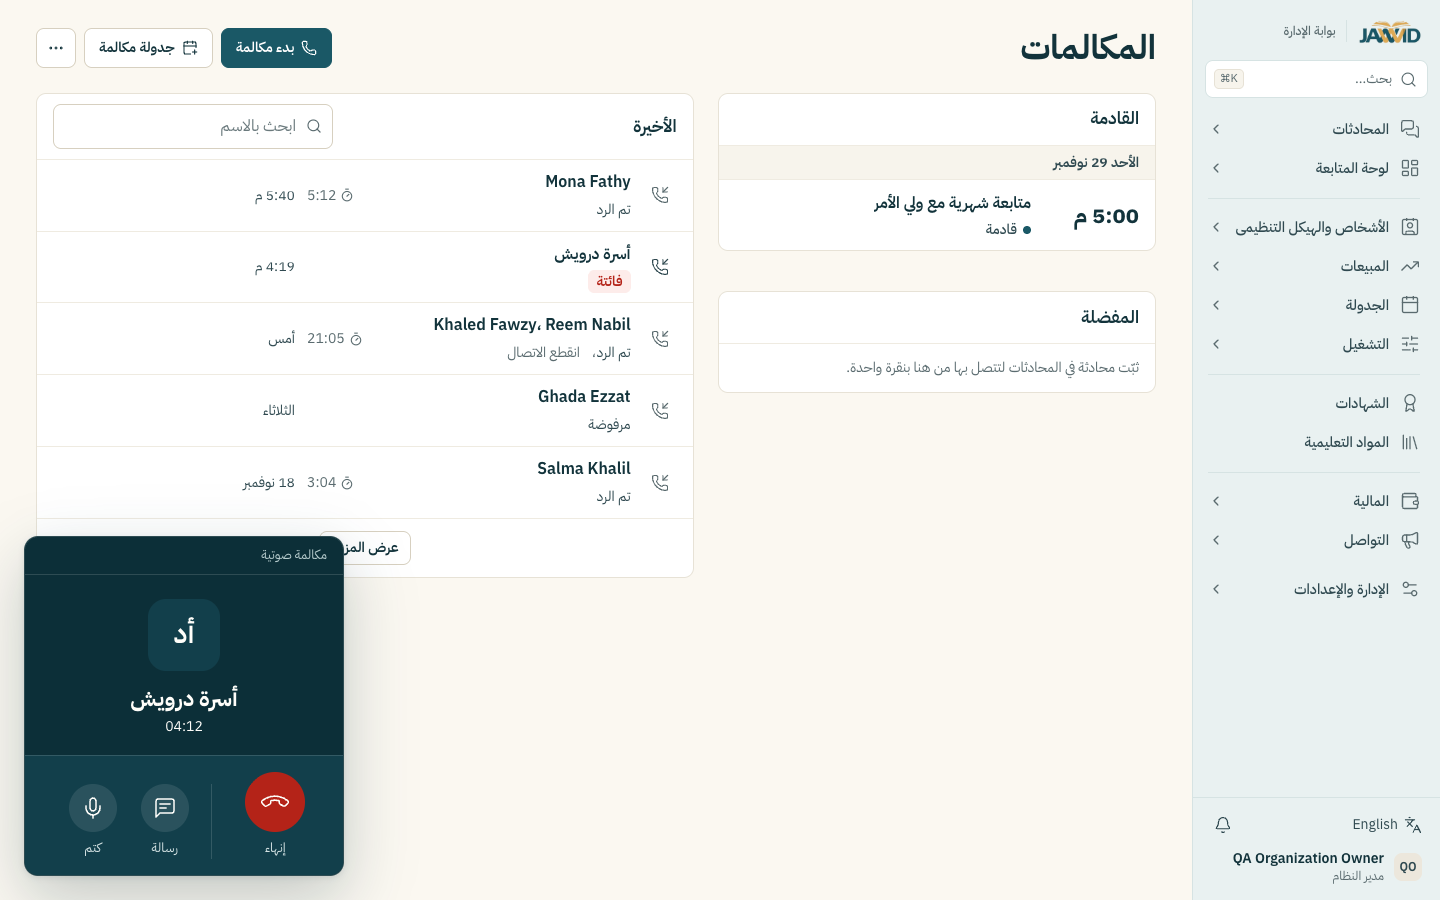 JAWWID
بوابة الإدارة
بحث...
⌘K
المحادثات
لوحة المتابعة
الأشخاص والهيكل التنظيمي
المبيعات
الجدولة
التشغيل
الشهادات
المواد التعليمية
المالية
التواصل
الإدارة والإعدادات
English
QA Organization Owner
مدير النظام
QO
المكالمات
بدء مكالمة
جدولة مكالمة
القادمة
الأحد 29 نوفمبر
5:00 م
متابعة شهرية مع ولي الأمر
قادمة
المفضلة
ثبّت محادثة في المحادثات لتتصل بها من هنا بنقرة واحدة.
الأخيرة
ابحث بالاسم
Mona Fathy
تم الرد
5:12
5:40 م
أسرة درويش
فائتة
4:19 م
Khaled Fawzy، Reem Nabil
تم الرد، انقطع الاتصال
21:05
أمس
Ghada Ezzat
مرفوضة
الثلاثاء
Salma Khalil
تم الرد
3:04
18 نوفمبر
عرض
مكالمة صوتية
أد
أسرة درويش
04:12
إنهاء
رسالة
كتم